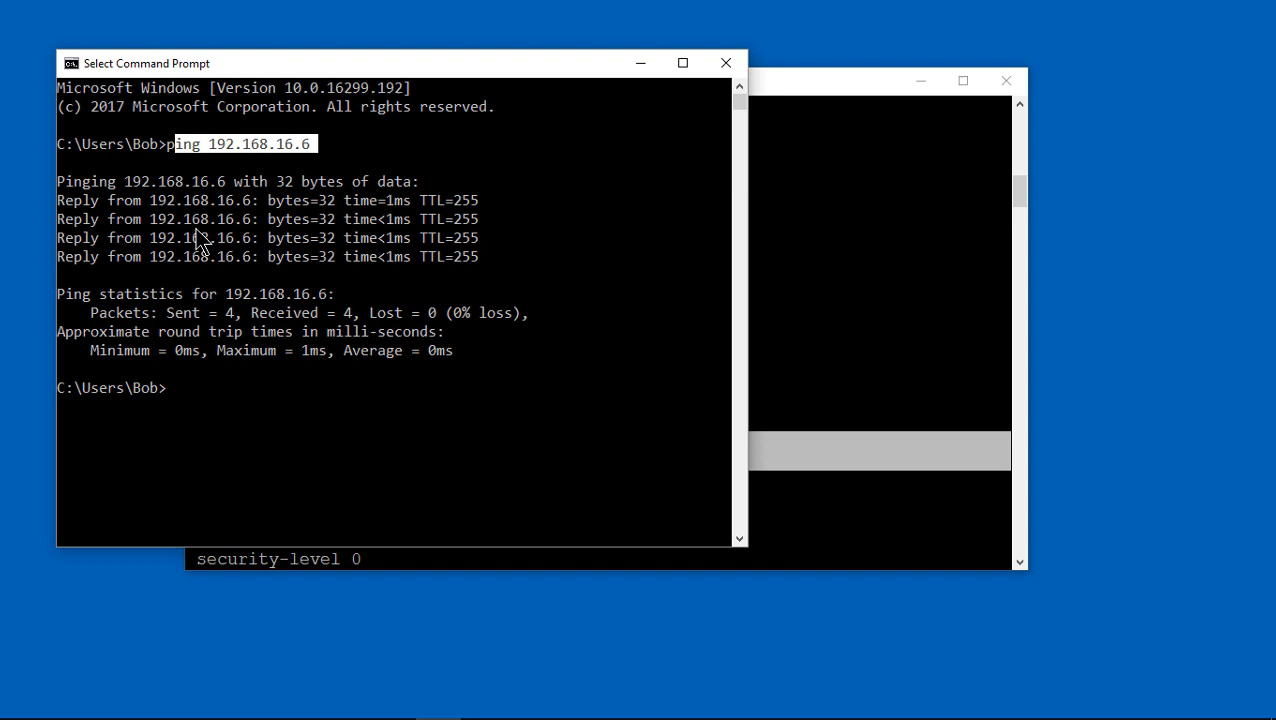 Select Command Prompt
Microsoft Windows [Version 10.0.16299.192]
(c) 2017 Microsoft Corporation. All rights reserved.
C:\Users\Bob>ping 192.168.16.6
Pinging 192.168.16.6 with 32 bytes of data:
Reply from 192.168.16.6: bytes=32 time=1ms TTL=255
Reply from 192.168.16.6: bytes=32 time<1ms TTL=255
Reply from 192.168.16.6: bytes=32 time<1ms TTL=255
Reply from 192.168.16.6: bytes=32 time<1ms TTL=255
Ping statistics for 192.168.16.6:
Packets: Sent = 4, Received = 4, Lost = 0 (0% loss),
Approximate round trip times in milli-seconds:
Minimum = 0ms, Maximum = 1ms, Average = 0ms
C:\Users\Bob>
security-level 0